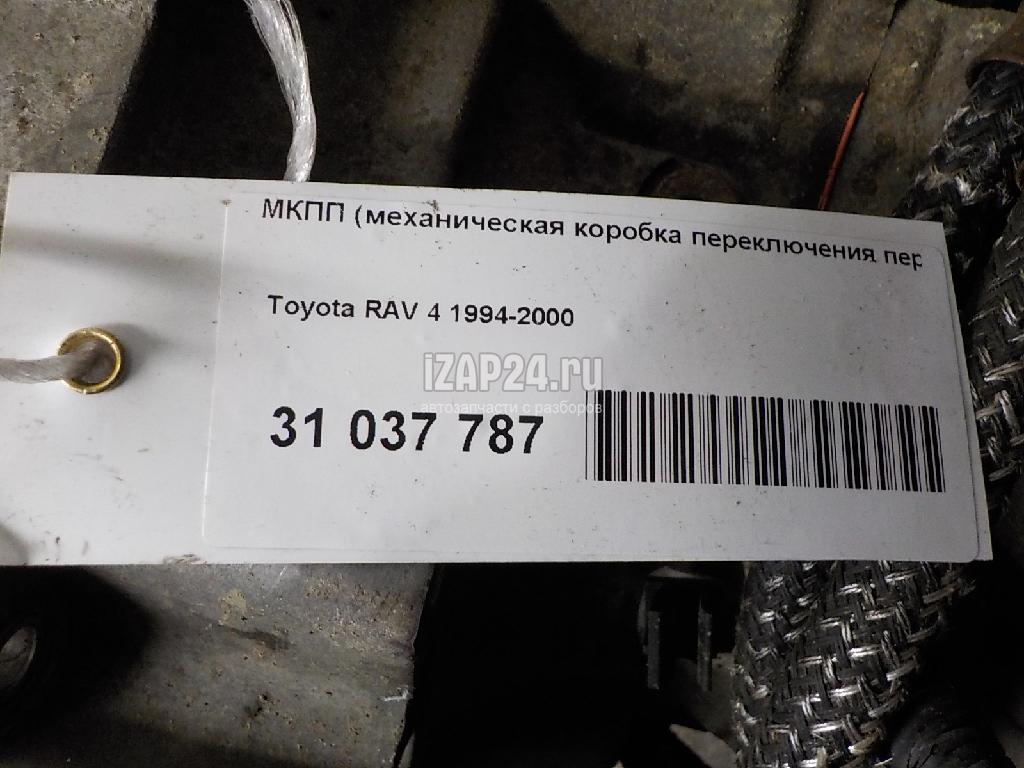 МКПП (механическая коробка переключения пер
Toyota RAV 4 1994-2000
iZAP24.ru
автозапчасти с разборов
31 037 787